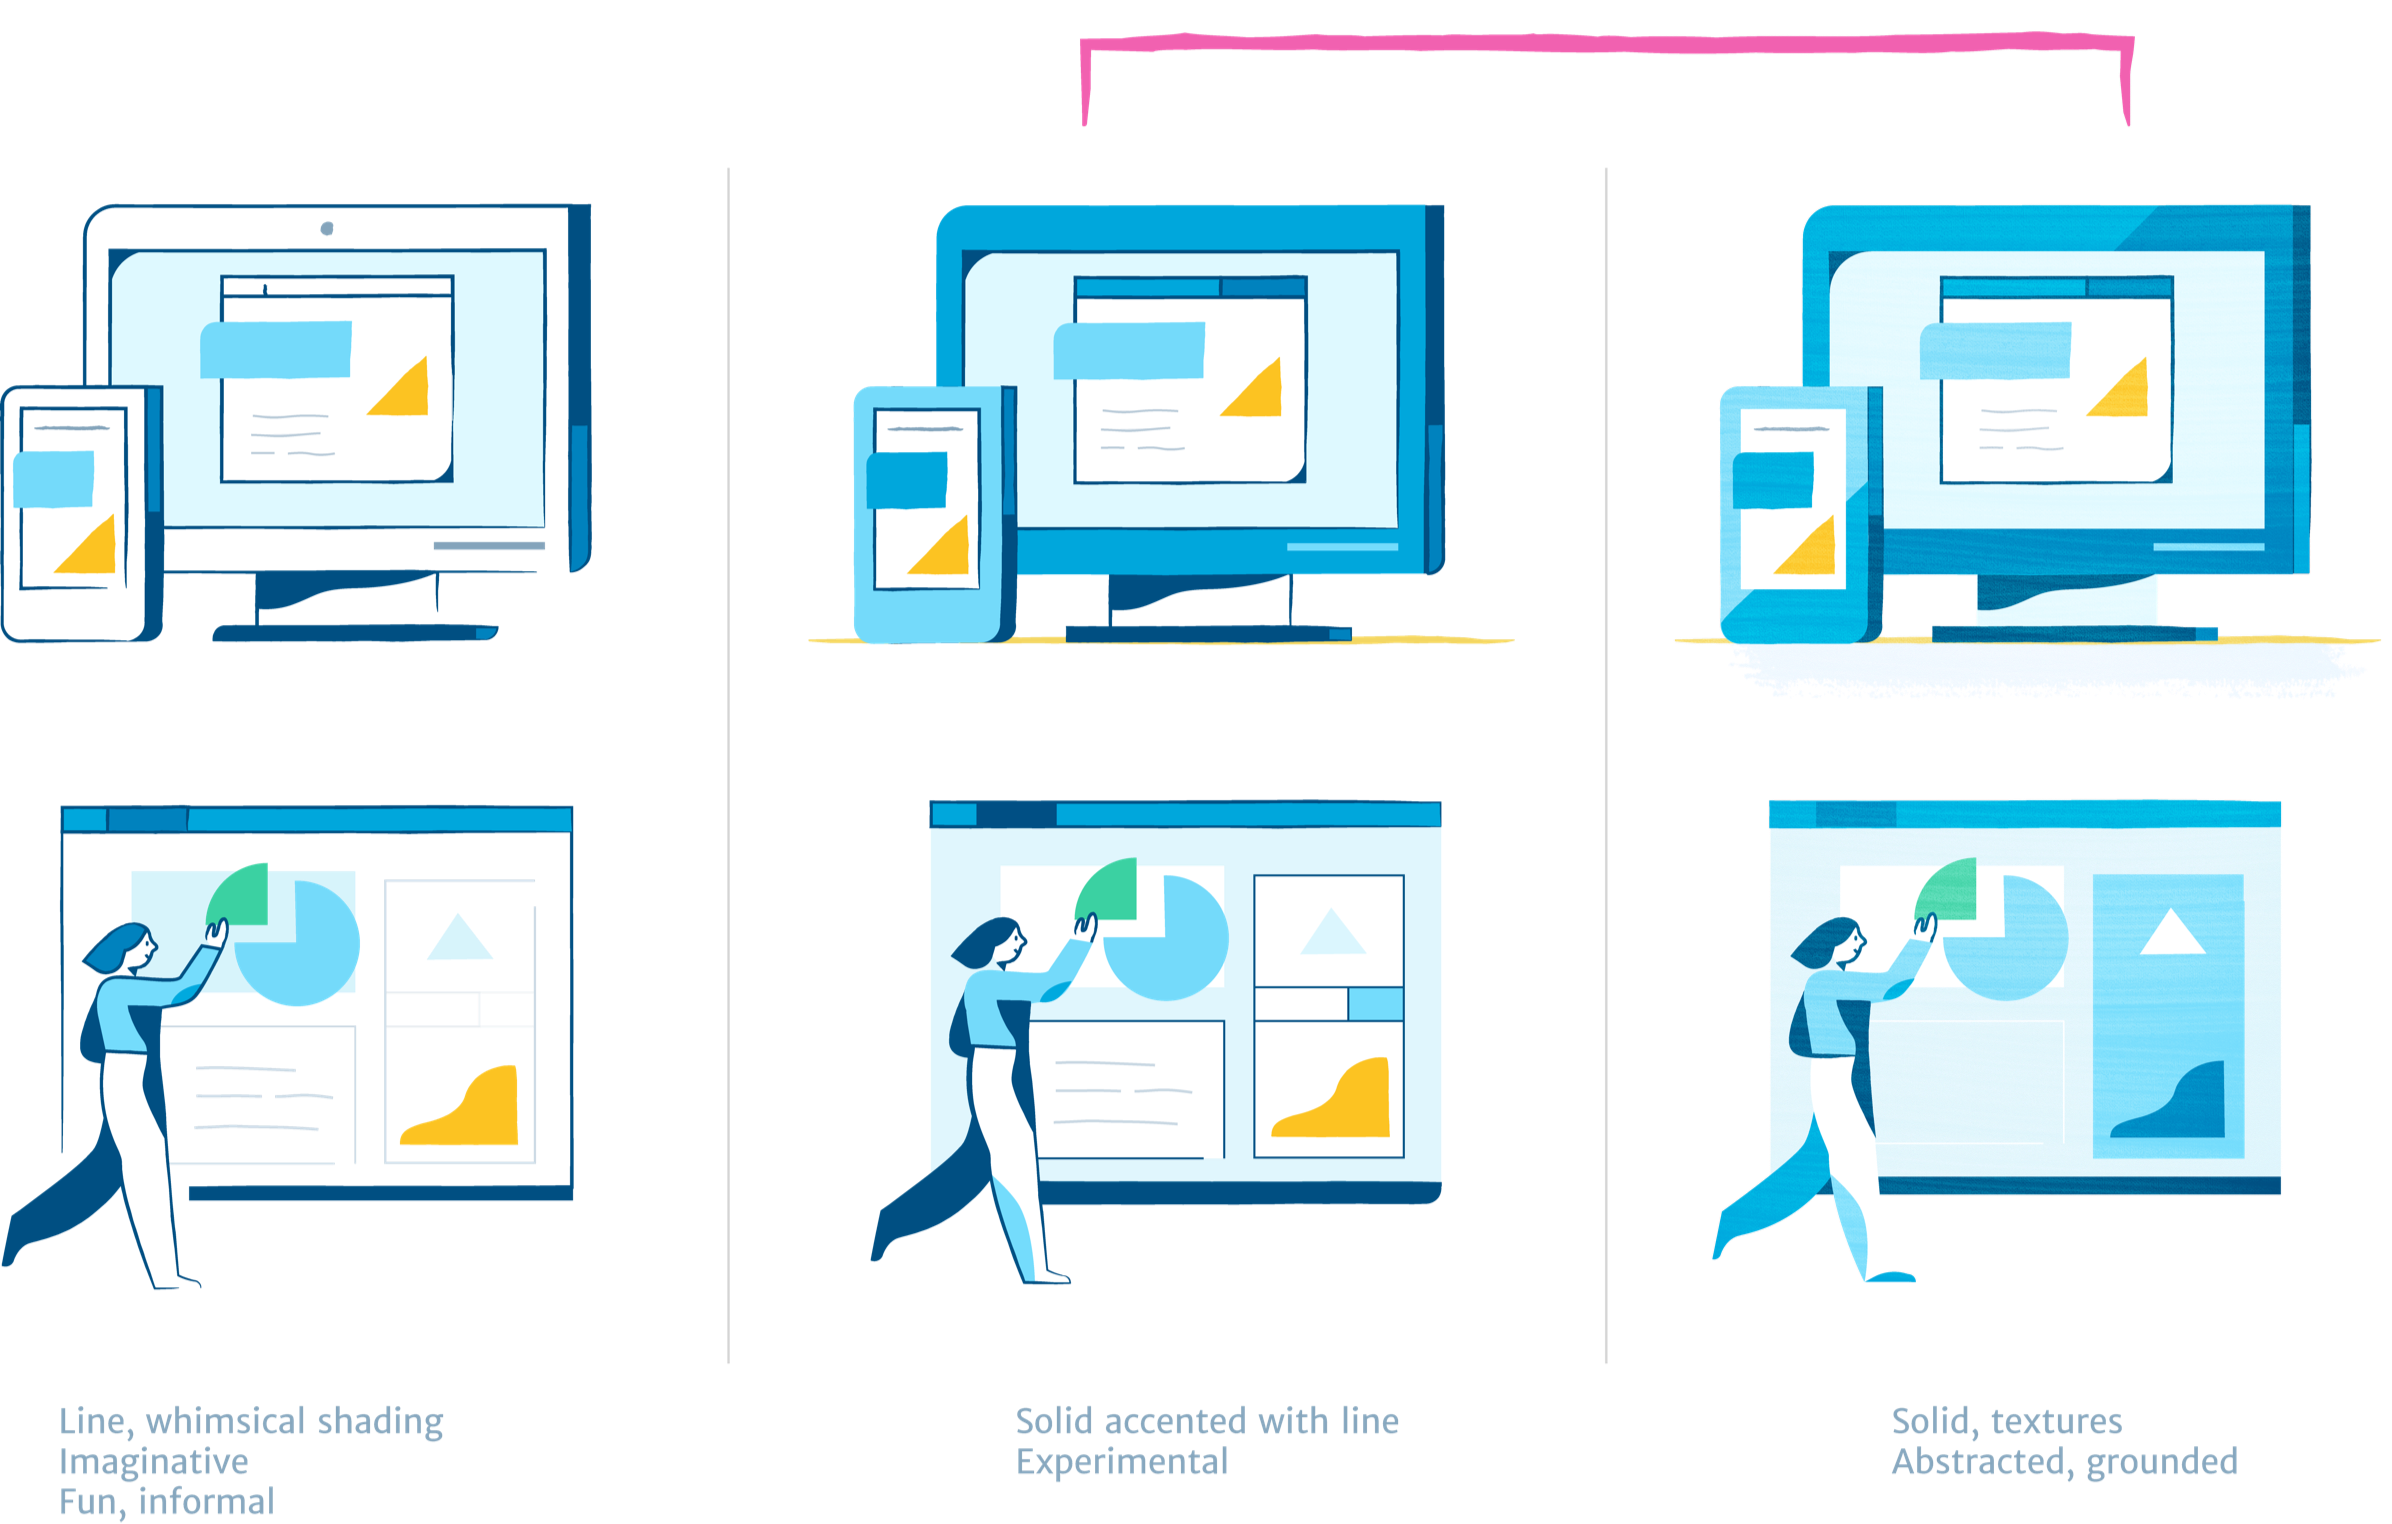 Line, whimsical shading
Imaginative
Fun, informal
Solid accented with line
Experimental
Solid, textures
Abstracted, grounded